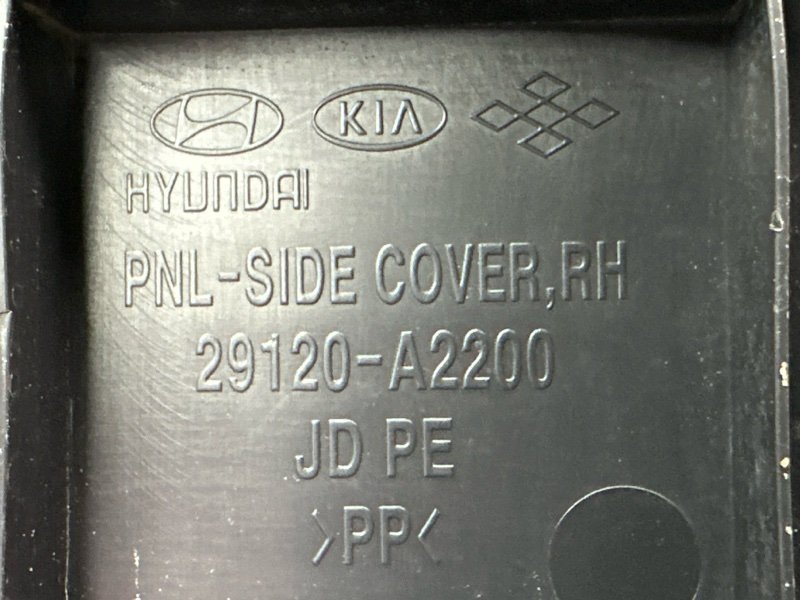 KIA
HYUNDAI
PNL-SIDE COVER,RH
29120-A2200
JD PE
>PP<